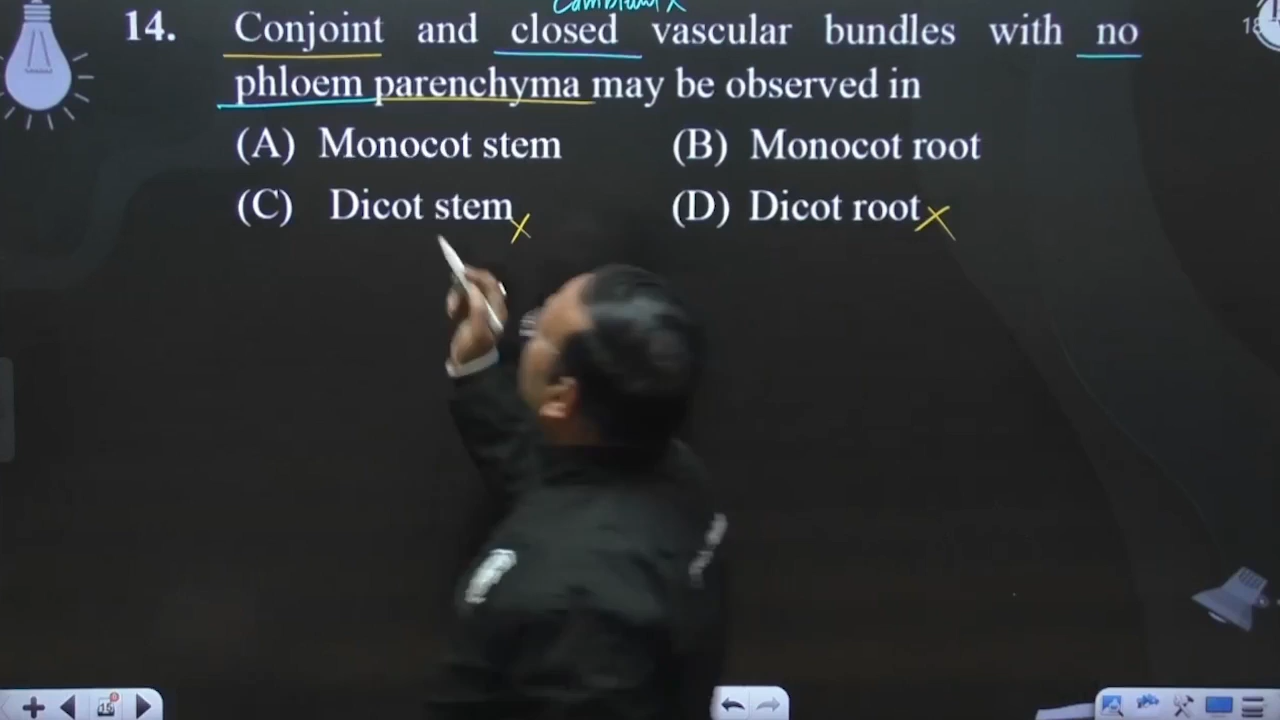 Cambium X
14. Conjoint and closed vascular bundles with no
phloem parenchyma may be observed in
(A) Monocot stem (B) Monocot root
(C) Dicot stem X (D) Dicot root X